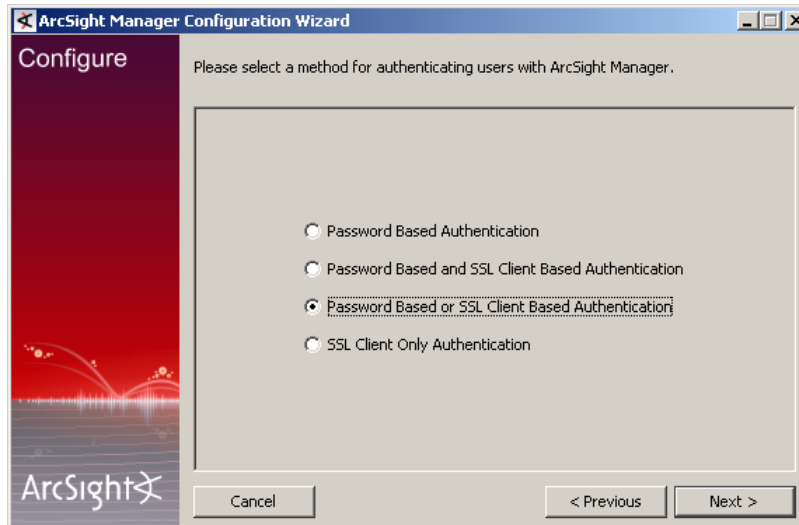 ArcSight Manager Configuration Wizard
Configure
Please select a method for authenticating users with ArcSight Manager.
Password Based Authentication
Password Based and SSL Client Based Authentication
Password Based or SSL Client Based Authentication
SSL Client Only Authentication
ArcSight
Cancel
< Previous
Next >